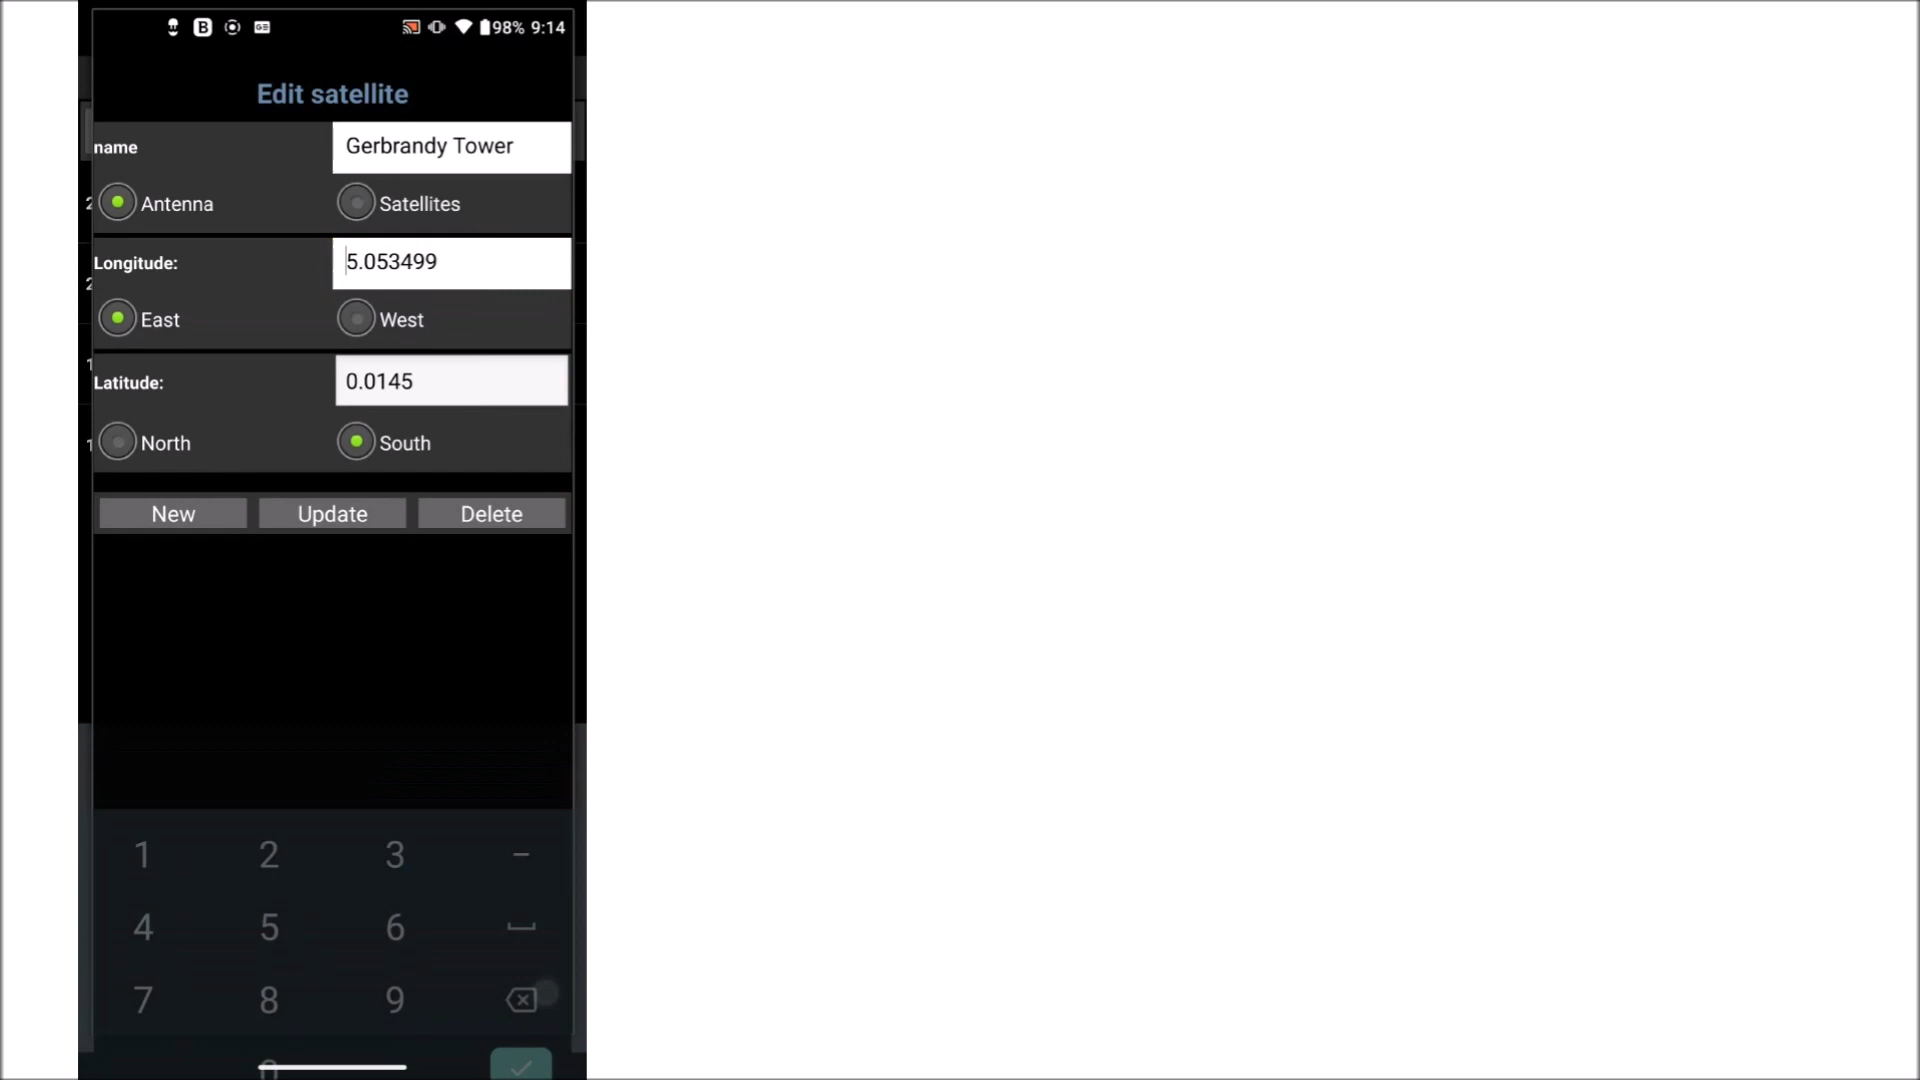 98% 9:14
Edit satellite
name Gerbrandy Tower
Antenna Satellites
Longitude: 5.053499
East West
Latitude: 0.0145
North South
New Update Delete
1 2 3 –
4 5 6
7 8 9